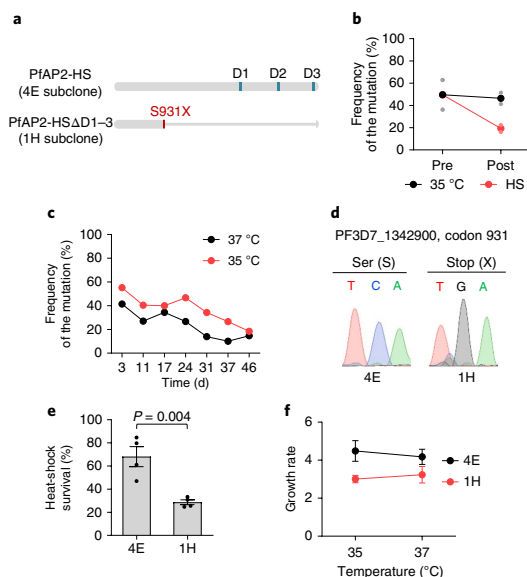 a
D1 D2 D3
PfAP2-HS
(4E subclone)
S931X
PfAP2-HSΔD1–3
(1H subclone)
b
Frequency
of the mutation (%)
100
80
60
40
20
0
Pre Post
35 °C HS
c
Frequency
of the mutation (%)
100
80
60
40
20
0
37 °C
35 °C
3 11 17 24 31 37 46
Time (d)
d
PF3D7_1342900, codon 931
Ser (S) Stop (X)
T C A T G A
4E 1H
e
P = 0.004
Heat-shock
survival (%)
100
80
60
40
20
0
4E 1H
f
Growth rate
6
4
2
0
4E
1H
35 37
Temperature (°C)